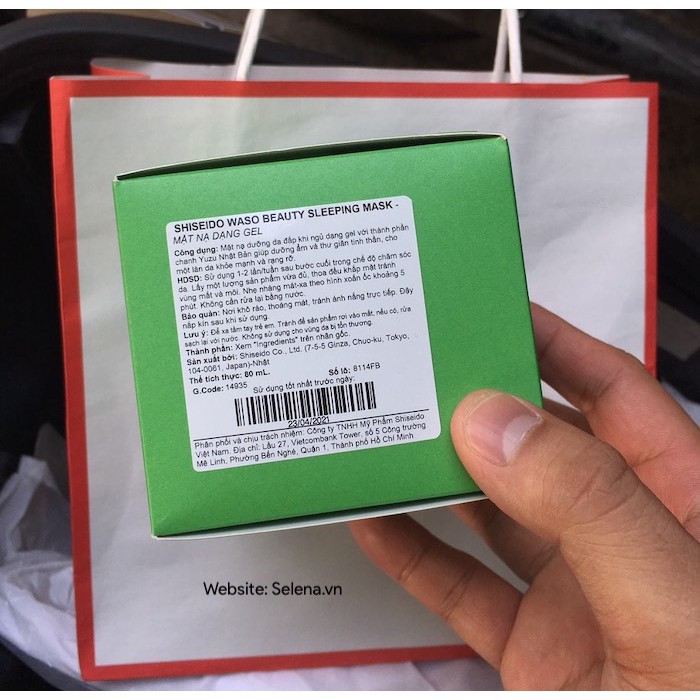 SHISEIDO WASO BEAUTY SLEEPING MASK -
MẶT NẠ DẠNG GEL
Công dụng: Mặt nạ dưỡng da đắp khi ngủ dạng gel với thành phần
chanh Yuzu Nhật Bản giúp dưỡng ẩm và thư giãn tinh thần, cho
một làn da khỏe mạnh và rạng rỡ.
HDSD: Sử dụng 1-2 lần/tuần sau bước cuối trong chế độ chăm sóc
da. Lấy một lượng sản phẩm vừa đủ, thoa đều khắp mặt tránh
vùng mắt và môi. Nhẹ nhàng mát-xa theo hình xoắn ốc khoảng 5
phút. Không cần rửa lại bằng nước.
Bảo quản: Nơi khô ráo, thoáng mát, tránh ánh nắng trực tiếp. Đậy
nắp kín sau khi sử dụng.
Lưu ý: Để xa tầm tay trẻ em. Tránh để sản phẩm rơi vào mắt, nếu có, rửa
sạch lại với nước. Không sử dụng cho vùng da bị tổn thương.
Thành phần: Xem "Ingredients" trên nhãn gốc.
Sản xuất bởi: Shiseido Co., Ltd. (7-5-5 Ginza, Chuo-ku, Tokyo,
104-0061, Japan)-Nhật
Thể tích thực: 80 mL. Số lô: 8114FB
G.Code: 14935 Sử dụng tốt nhất trước ngày:
23/04/2021
Phân phối và chịu trách nhiệm: Công ty TNHH Mỹ Phẩm Shiseido
Việt Nam. Địa chỉ: Lầu 27, Vietcombank Tower, số 5 Công trường
Mê Linh, Phường Bến Nghé, Quận 1, Thành phố Hồ Chí Minh
Website: Selena.vn